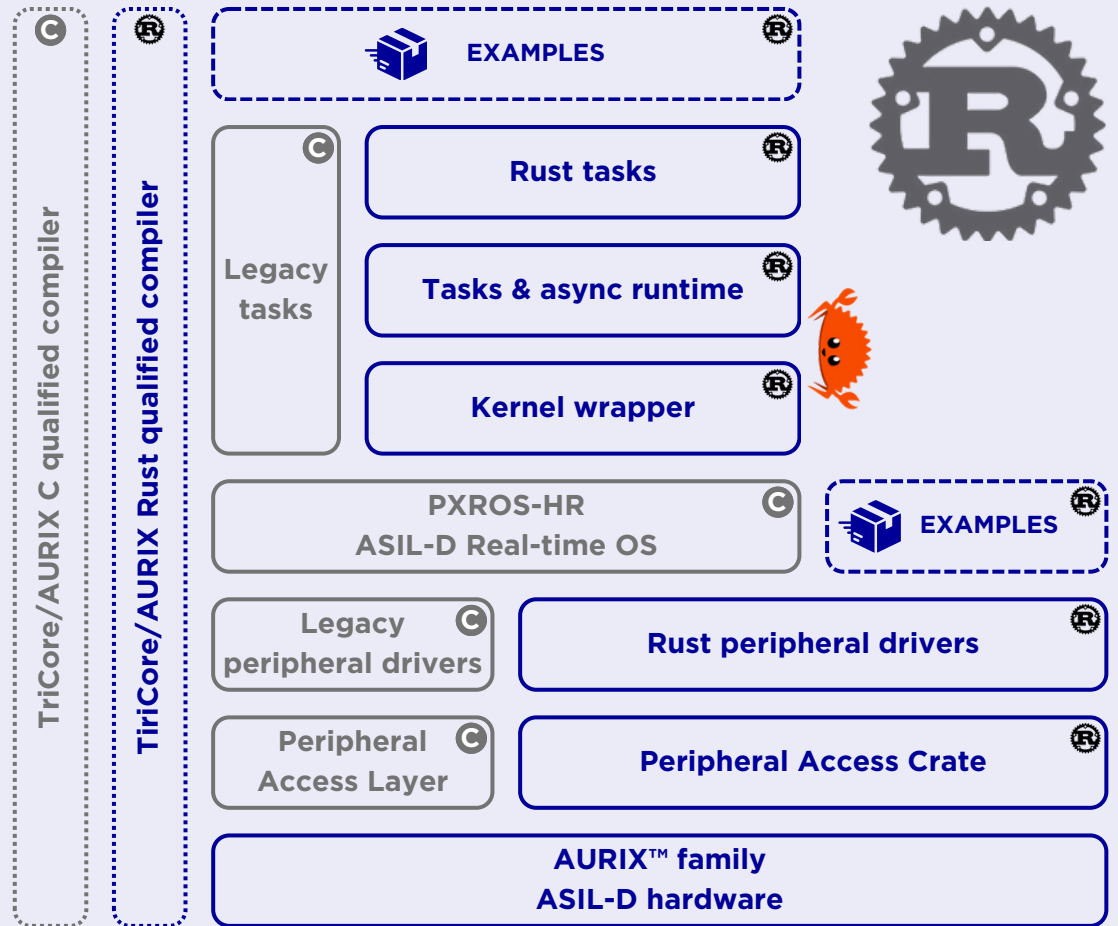 C
R
TriCore/AURIX C qualified compiler
TiriCore/AURIX Rust qualified compiler
EXAMPLES
R
R
C
Legacy
tasks
Rust tasks
R
Tasks & async runtime
R
Kernel wrapper
R
PXROS-HR
ASIL-D Real-time OS
C
EXAMPLES
R
Legacy
peripheral drivers
C
Rust peripheral drivers
R
Peripheral
Access Layer
C
Peripheral Access Crate
R
AURIX™ family
ASIL-D hardware